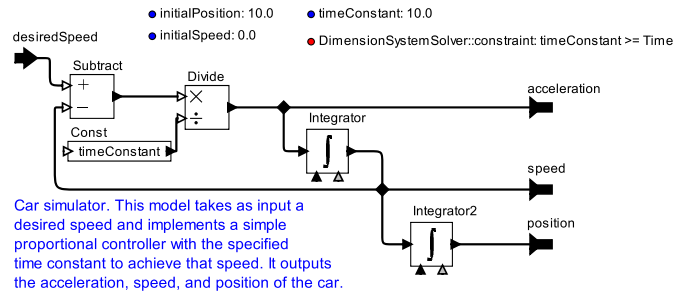 initialPosition: 10.0
timeConstant: 10.0
initialSpeed: 0.0
DimensionSystemSolver::constraint: timeConstant >= Time
desiredSpeed
Subtract
+
−
Divide
×
÷
Const
timeConstant
Integrator
∫
Integrator2
∫
acceleration
speed
position
Car simulator. This model takes as input a
desired speed and implements a simple
proportional controller with the specified
time constant to achieve that speed. It outputs
the acceleration, speed, and position of the car.